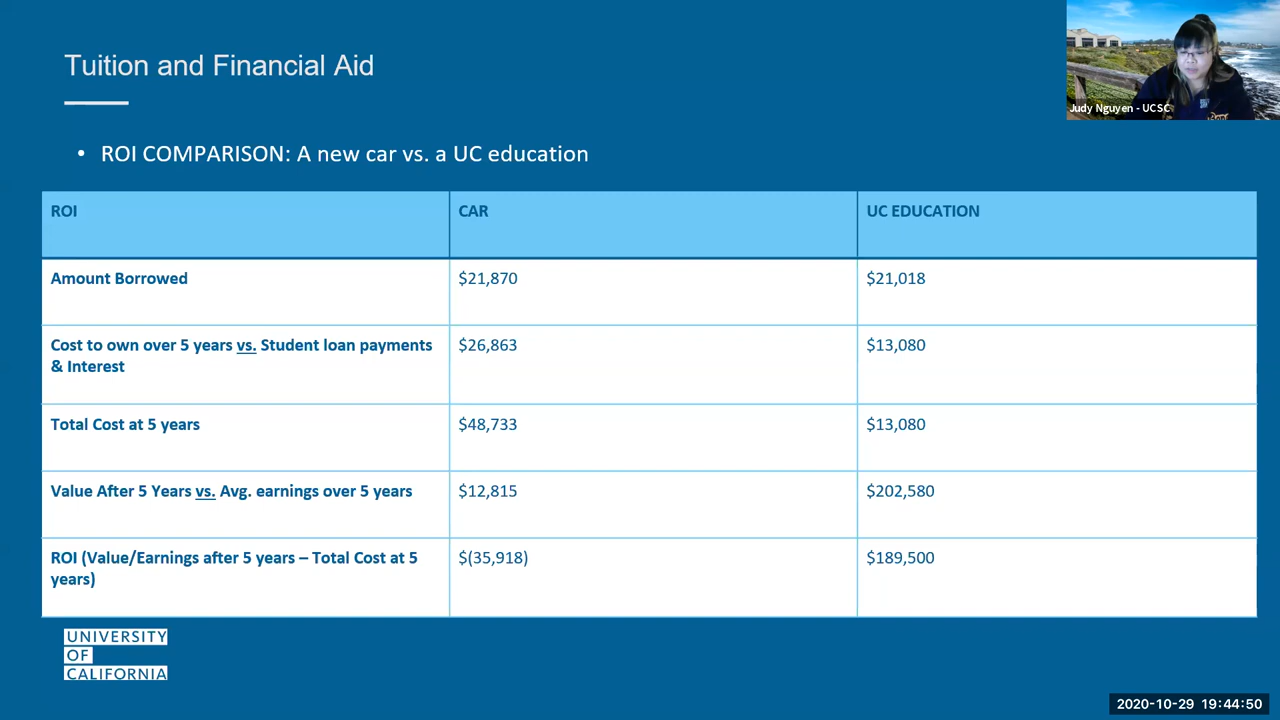 Tuition and Financial Aid
Judy Nguyen - UCSC
• ROI COMPARISON: A new car vs. a UC education
ROI CAR UC EDUCATION
Amount Borrowed $21,870 $21,018
Cost to own over 5 years vs. Student loan payments $26,863 $13,080
& Interest
Total Cost at 5 years $48,733 $13,080
Value After 5 Years vs. Avg. earnings over 5 years $12,815 $202,580
ROI (Value/Earnings after 5 years – Total Cost at 5 $(35,918) $189,500
years)
UNIVERSITY
OF
CALIFORNIA
2020-10-29 19:44:50